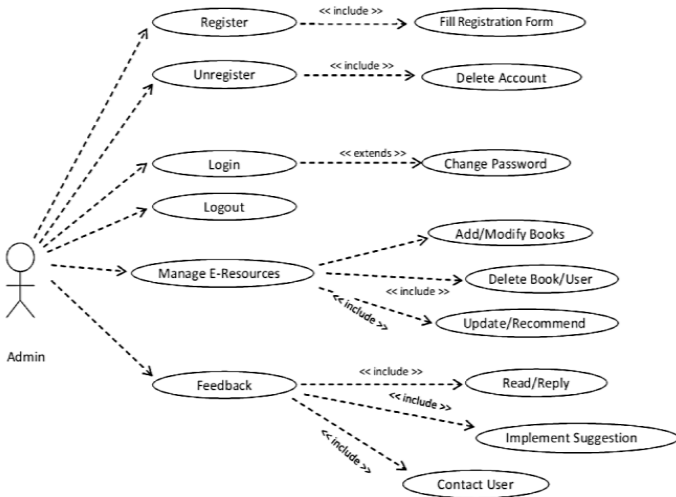 Register
<< include >>
Fill Registration Form
Unregister
<< include >>
Delete Account
Login
<< extends >>
Change Password
Logout
Add/Modify Books
Manage E-Resources
Delete Book/User
<< include >>
<< include >>
Update/Recommend
Admin
Feedback
<< include >>
Read/Reply
<< include >>
Implement Suggestion
<< include >>
Contact User